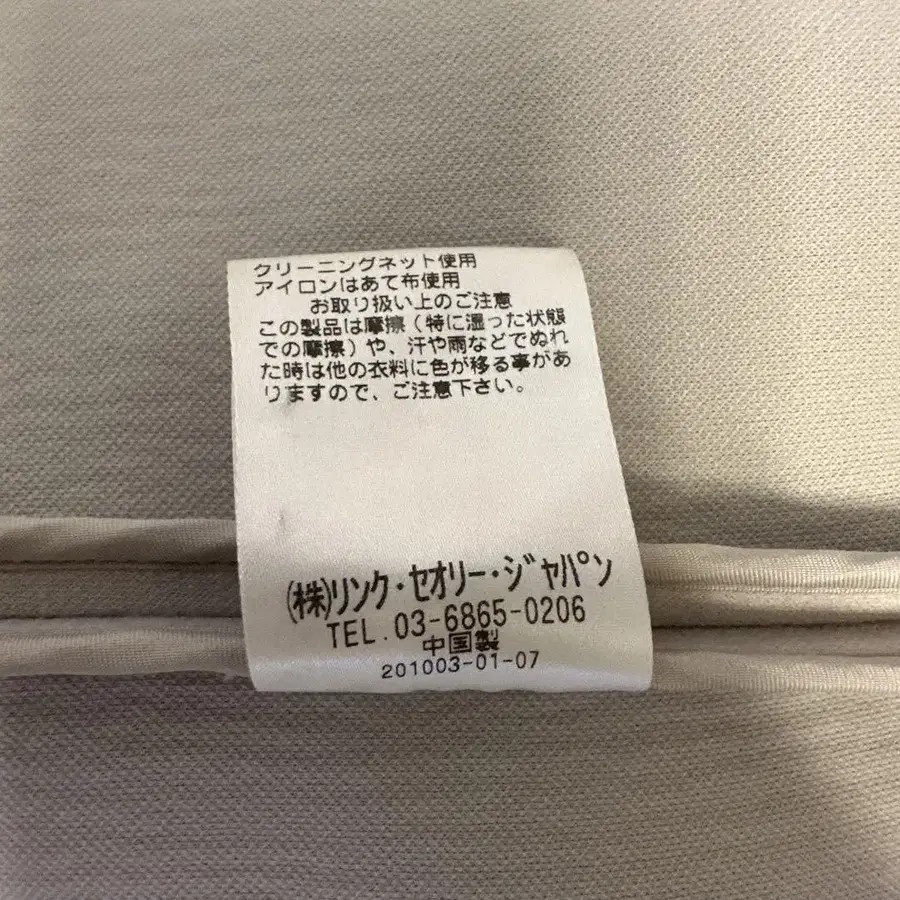 クリーニングネット使用
アイロンはあて布使用
お取り扱い上のご注意
この製品は摩擦（特に湿った状態
での摩擦）や、汗や雨などでぬれ
た時は他の衣料に色が移る事があ
りますので、ご注意下さい。
(株)リンク・セオリー・ジャパン
TEL.03-6865-0206
中国製
201003-01-07